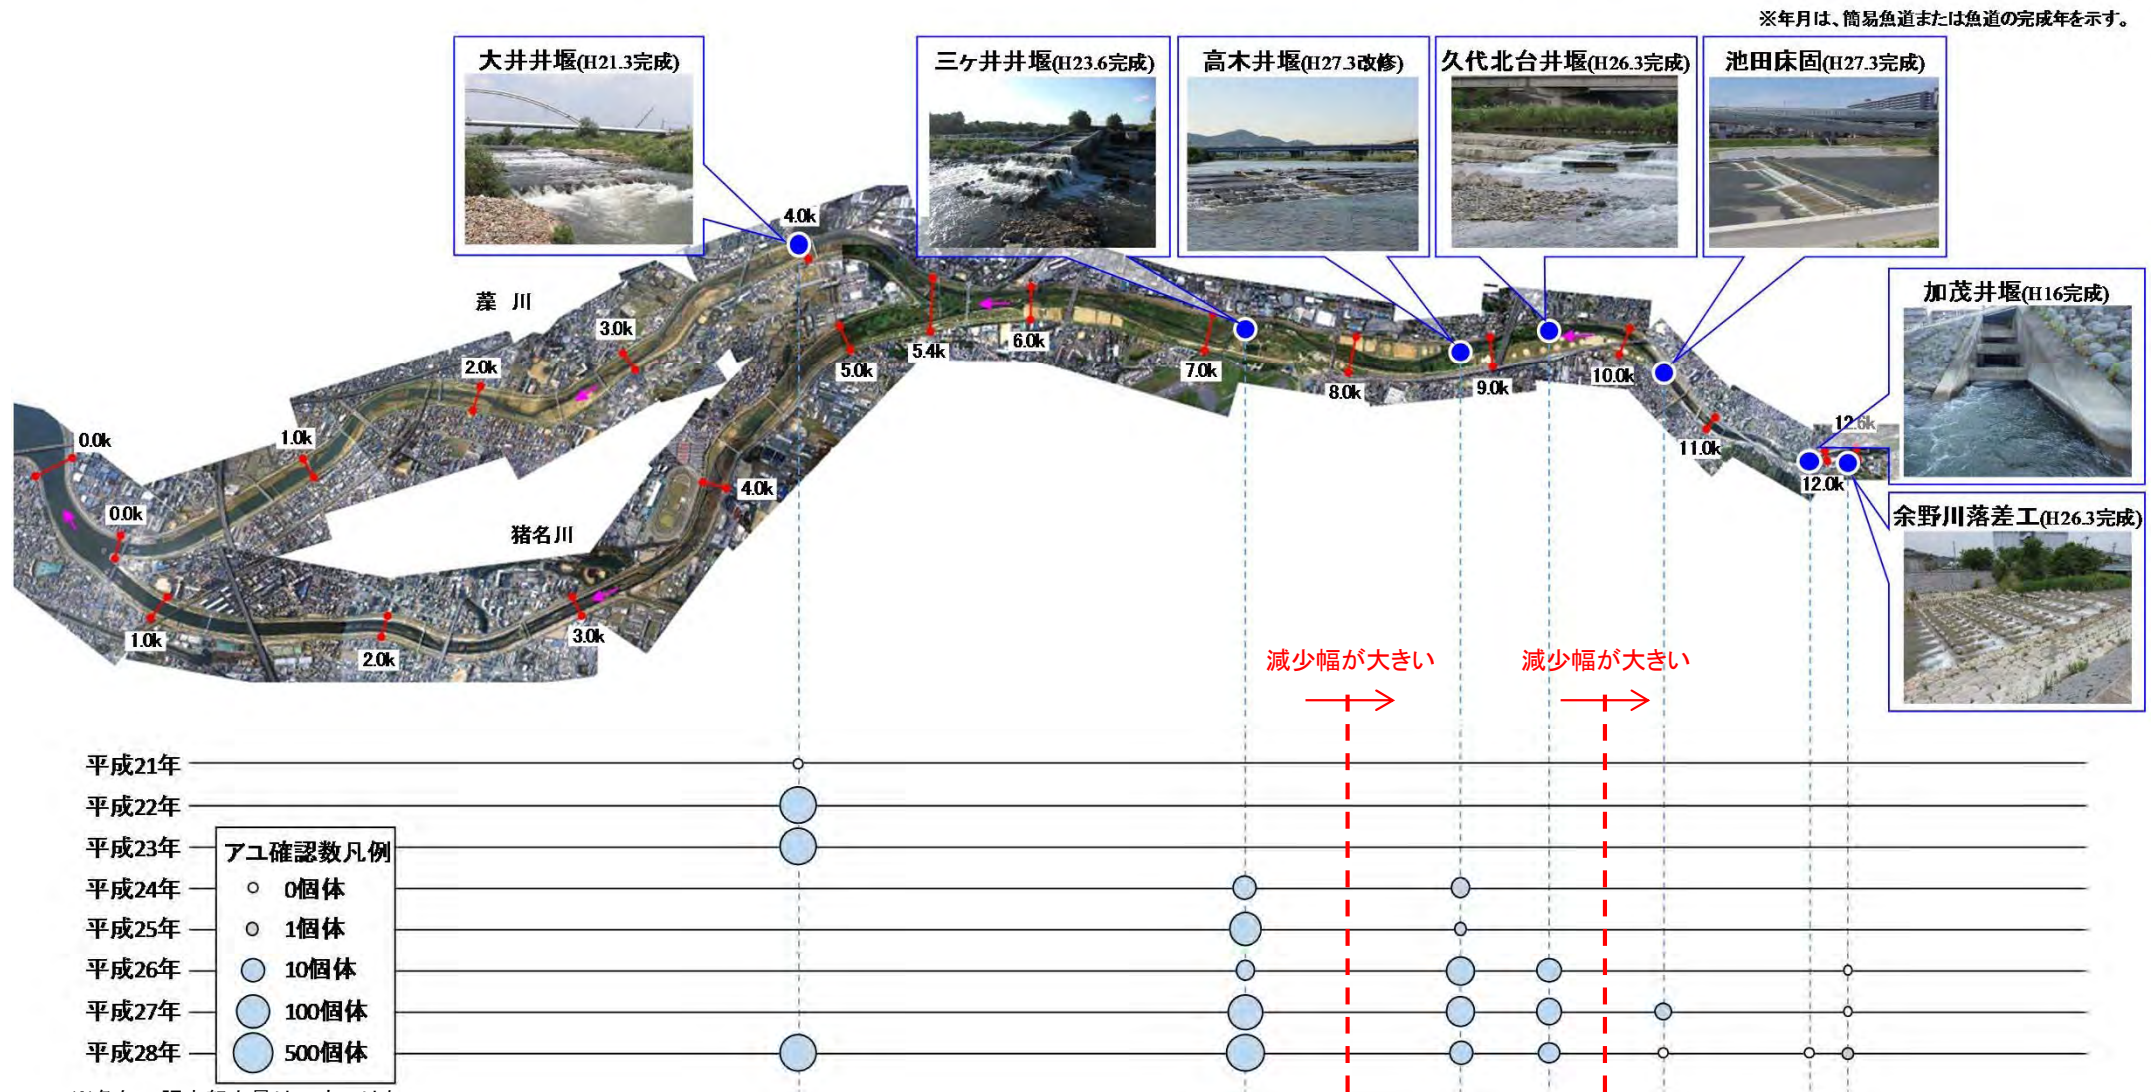 ※年月は、簡易魚道または魚道の完成年を示す。
大井井堰(H21.3完成)
三ヶ井井堰(H23.6完成)
高木井堰(H27.3改修)
久代北台井堰(H26.3完成)
池田床固(H27.3完成)
加茂井堰(H16完成)
余野川落差工(H26.3完成)
藻 川
猪名川
4.0k
3.0k
2.0k
1.0k
0.0k
0.0k
1.0k
2.0k
3.0k
4.0k
5.0k
5.4k
6.0k
7.0k
8.0k
9.0k
10.0k
11.0k
12.0k
12.6k
減少幅が大きい
減少幅が大きい
平成21年
平成22年
平成23年
平成24年
平成25年
平成26年
平成27年
平成28年
アユ確認数凡例
0個体
1個体
10個体
100個体
500個体